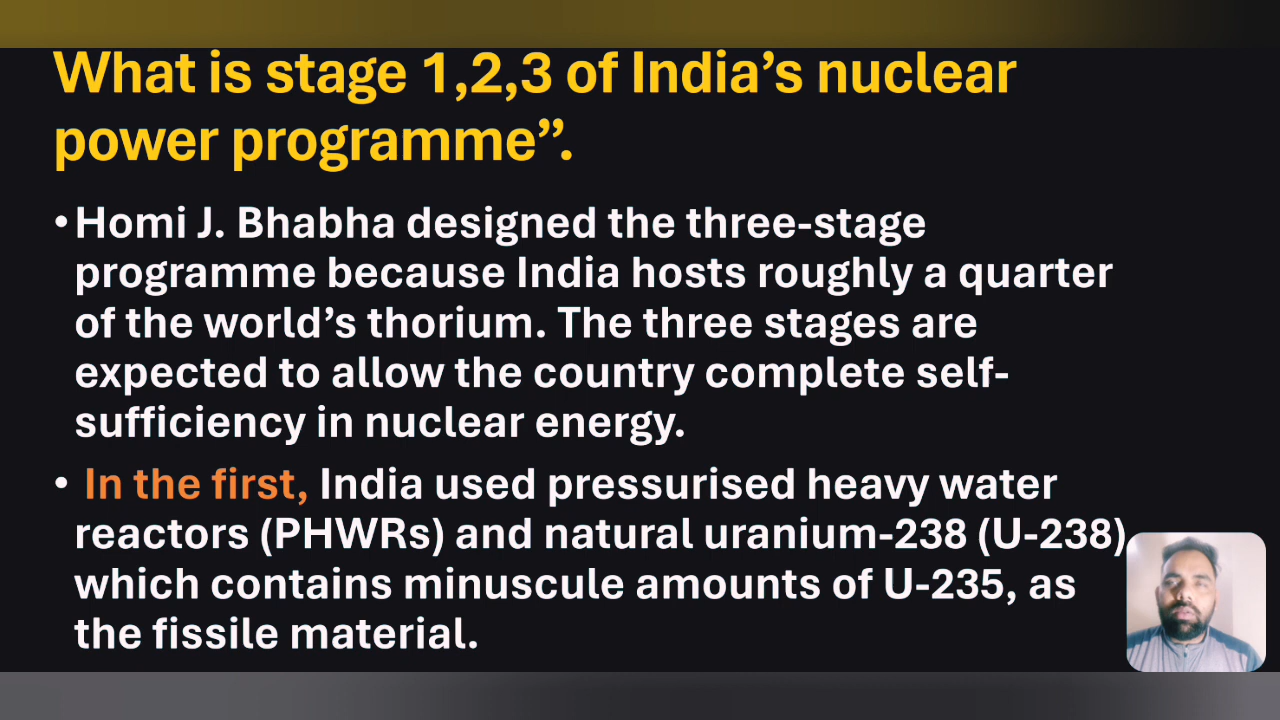 What is stage 1,2,3 of India’s nuclear
power programme”.
•Homi J. Bhabha designed the three-stage
programme because India hosts roughly a quarter
of the world’s thorium. The three stages are
expected to allow the country complete self-
sufficiency in nuclear energy.
• In the first, India used pressurised heavy water
reactors (PHWRs) and natural uranium-238 (U-238)
which contains minuscule amounts of U-235, as
the fissile material.